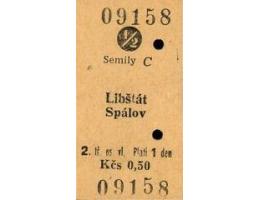 09158
1/2
Semily C
Libštát
Spálov
2. tř. os vl. Platí 1 den
Kčs 0,50
09158